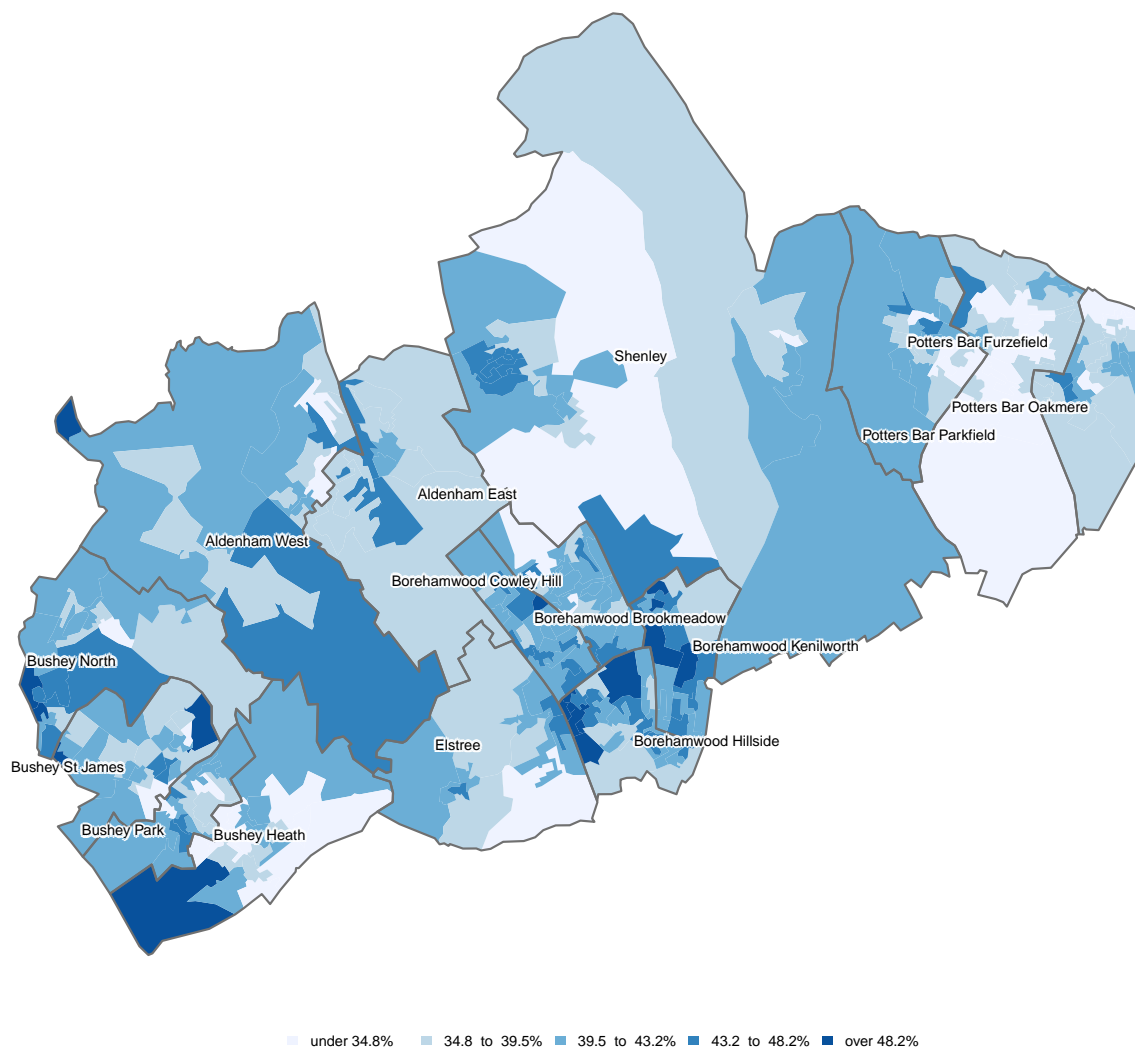 Shenley
Potters Bar Furzefield
Potters Bar Oakmere
Potters Bar Parkfield
Aldenham East
Aldenham West
Borehamwood Cowley Hill
Borehamwood Brookmeadow
Borehamwood Kenilworth
Bushey North
Elstree
Borehamwood Hillside
Bushey St James
Bushey Park
Bushey Heath
under 34.8% 34.8 to 39.5% 39.5 to 43.2% 43.2 to 48.2% over 48.2%